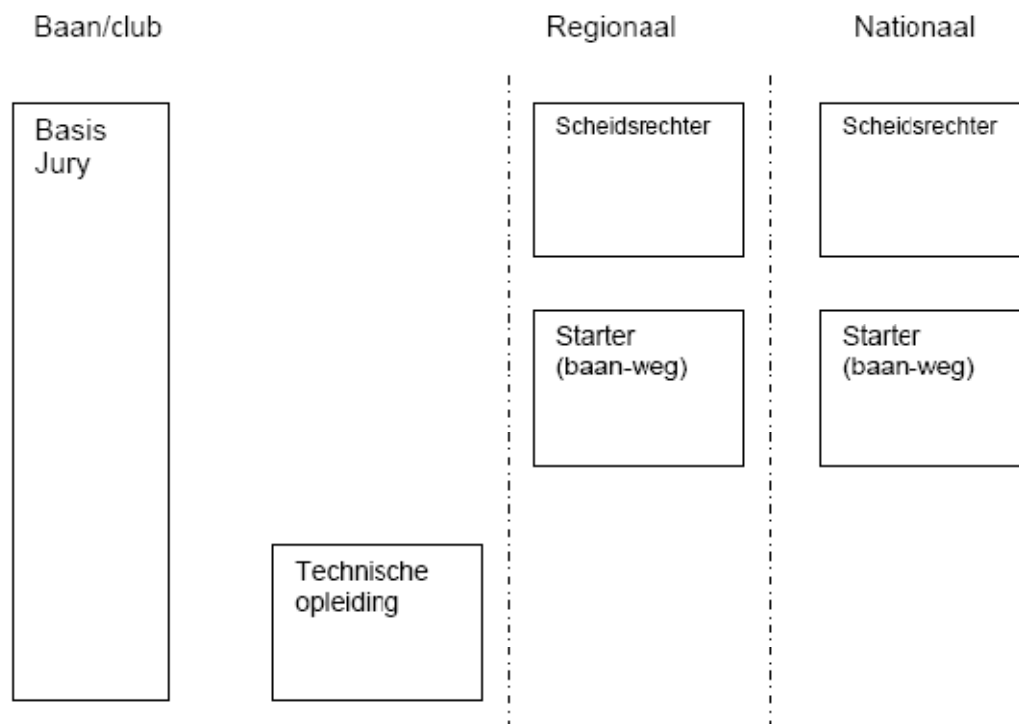 Baan/club
Regionaal
Nationaal
Basis
Jury
Scheidsrechter
Scheidsrechter
Starter
(baan-weg)
Starter
(baan-weg)
Technische
opleiding